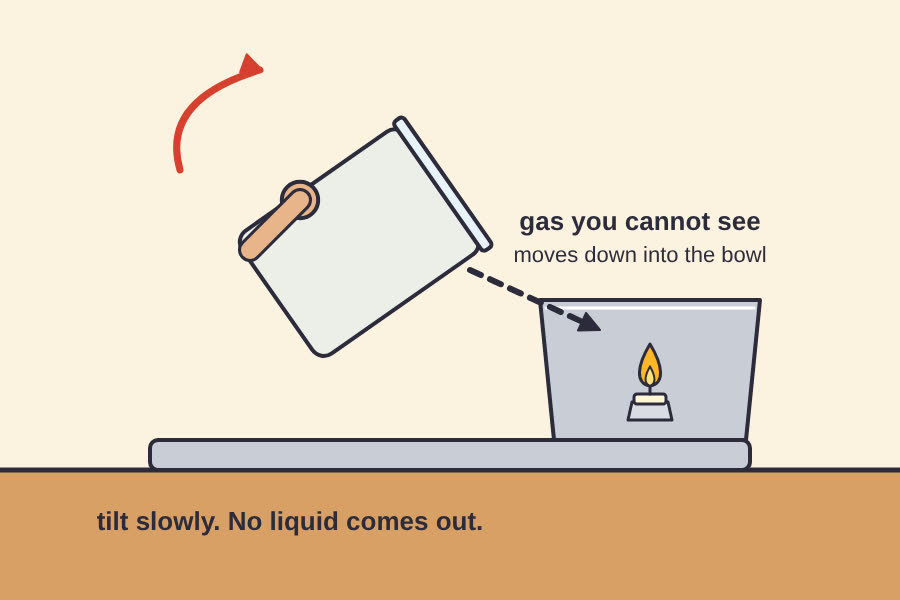 gas you cannot see
moves down into the bowl
tilt slowly. No liquid comes out.